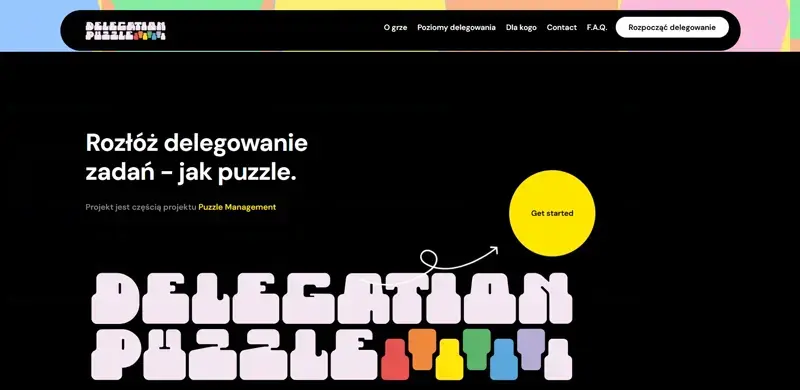 DELEGATION
PUZZLE
O grze Poziomy delegowania Dla kogo Contact F.A.Q. Rozpocząć delegowanie
Rozłóż delegowanie
zadań - jak puzzle.
Projekt jest częścią projektu Puzzle Management
Get started
DELEGATION
PUZZLE